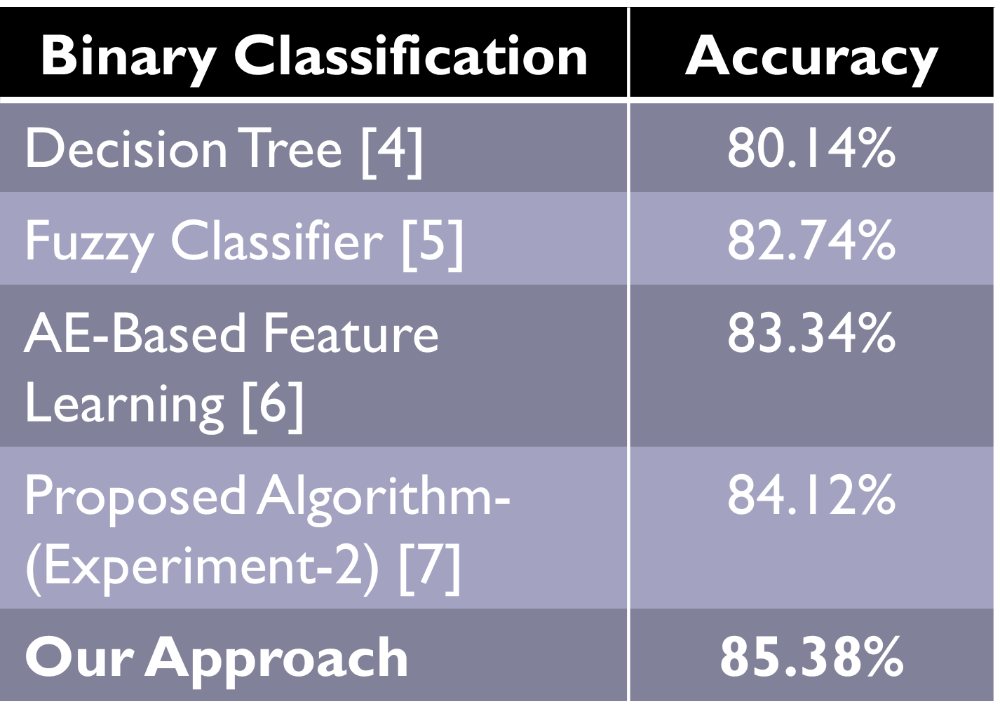 Binary Classification Accuracy
Decision Tree [4] 80.14%
Fuzzy Classifier [5] 82.74%
AE-Based Feature 83.34%
Learning [6]
Proposed Algorithm- 84.12%
(Experiment-2) [7]
Our Approach 85.38%